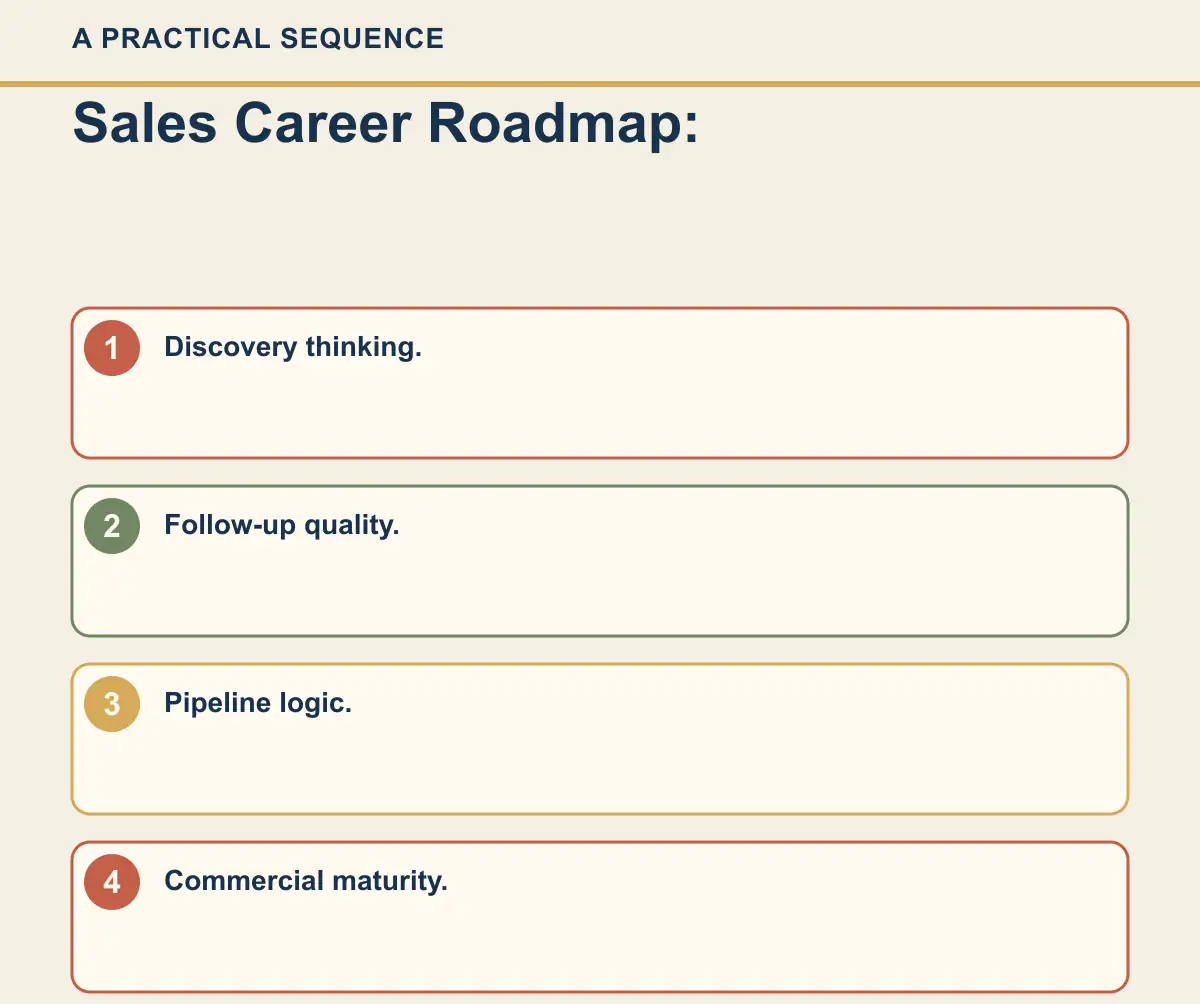 A PRACTICAL SEQUENCE
Sales Career Roadmap:
1 Discovery thinking.
2 Follow-up quality.
3 Pipeline logic.
4 Commercial maturity.